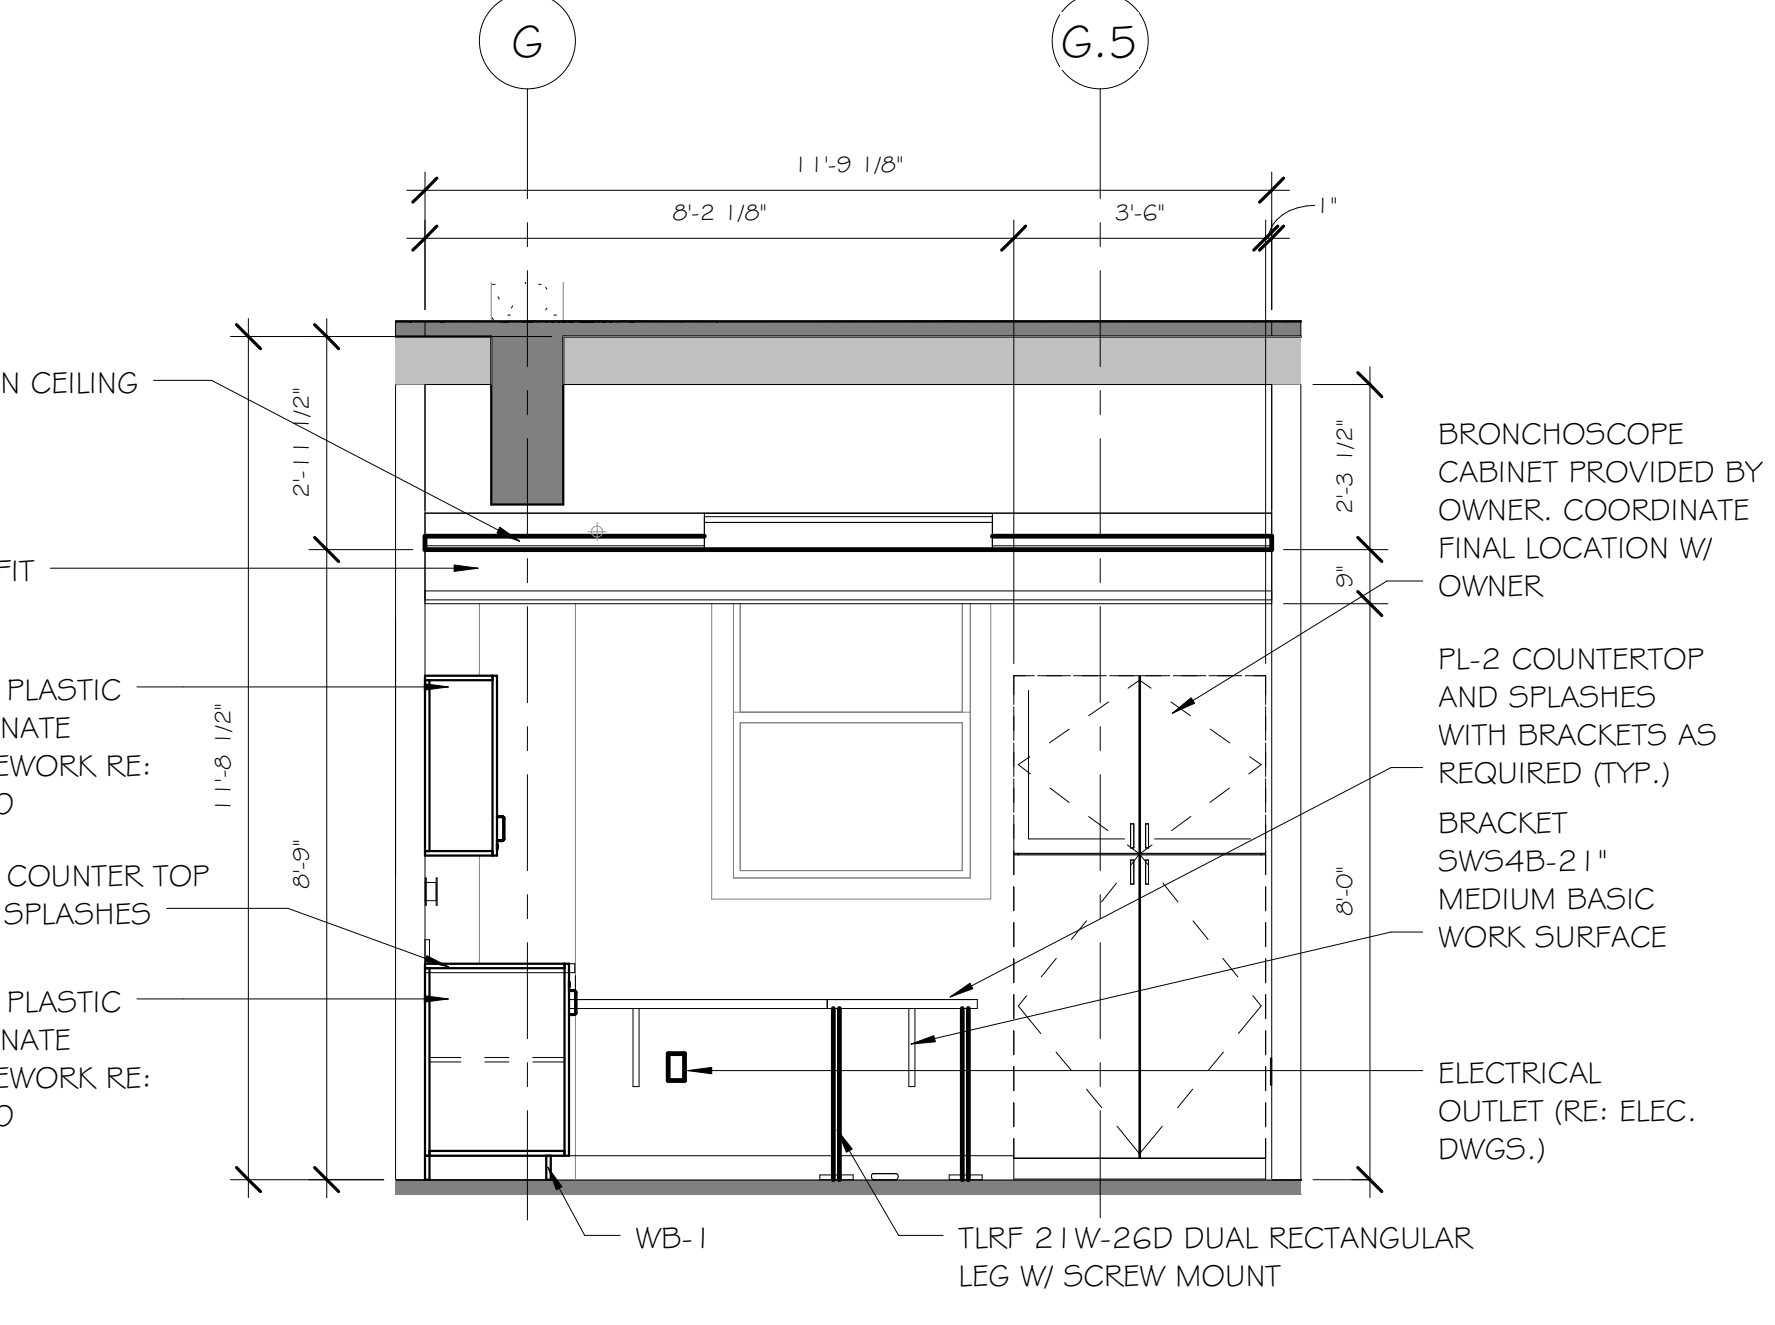 G
G.5
11'-9 1/8"
8'-2 1/8"
3'-6"
1"
N CEILING
2'-11 1/2"
2'-3 1/2"
BRONCHOSCOPE
CABINET PROVIDED BY
OWNER. COORDINATE
FINAL LOCATION W/
OWNER
FIT
9"
PL-2 COUNTERTOP
AND SPLASHES
WITH BRACKETS AS
REQUIRED (TYP.)
PLASTIC
NATE
EWORK RE:
O
11'-8 1/2"
8'-9"
8'-0"
BRACKET
SWS4B-21"
MEDIUM BASIC
WORK SURFACE
COUNTER TOP
SPLASHES
PLASTIC
NATE
EWORK RE:
O
ELECTRICAL
OUTLET (RE: ELEC.
DWGS.)
WB-1
TLRF 21W-26D DUAL RECTANGULAR
LEG W/ SCREW MOUNT